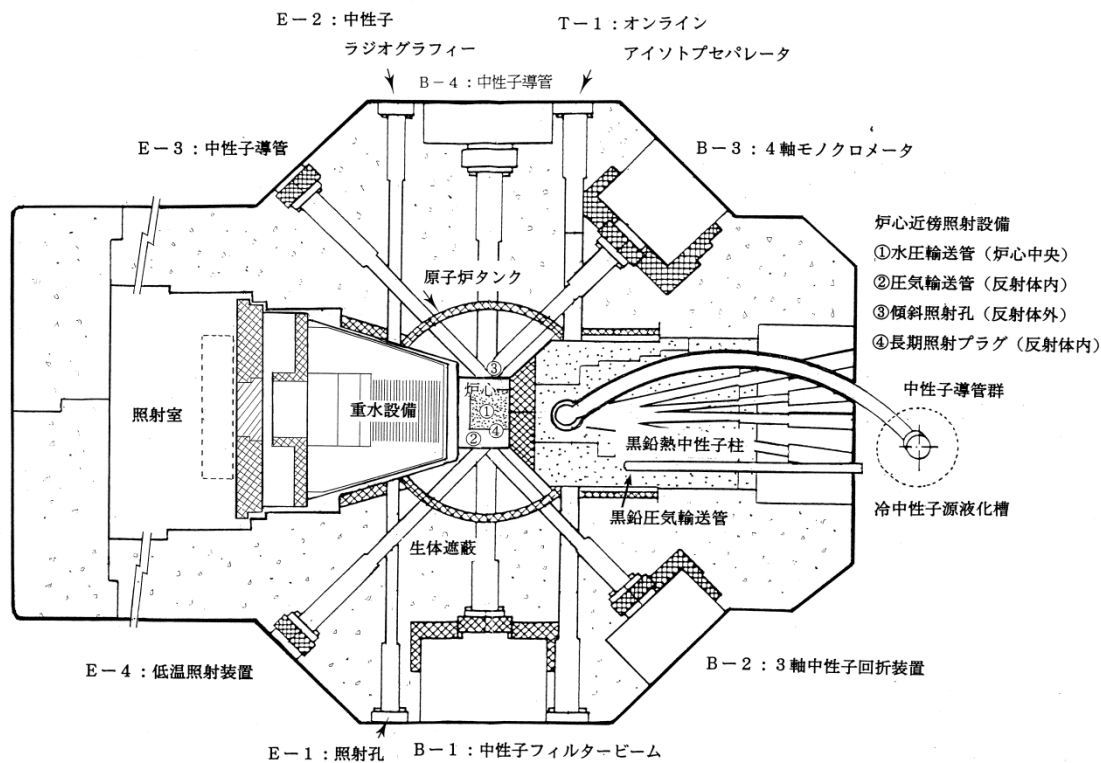 E－2：中性子
ラジオグラフィー
T－1：オンライン
アイソトプセパレータ
B－4：中性子導管
E－3：中性子導管
B－3：4軸モノクロメータ
炉心近傍照射設備
①水圧輸送管（炉心中央）
②圧気輸送管（反射体内）
③傾斜照射孔（反射体外）
④長期照射プラグ（反射体内）
原子炉タンク
③
炉心
①
④
②
照射室
重水設備
中性子導管群
黒鉛熱中性子柱
黒鉛圧気輸送管
冷中性子源液化槽
生体遮蔽
E－4：低温照射装置
B－2：3軸中性子回折装置
E－1：照射孔
B－1：中性子フィルタービーム